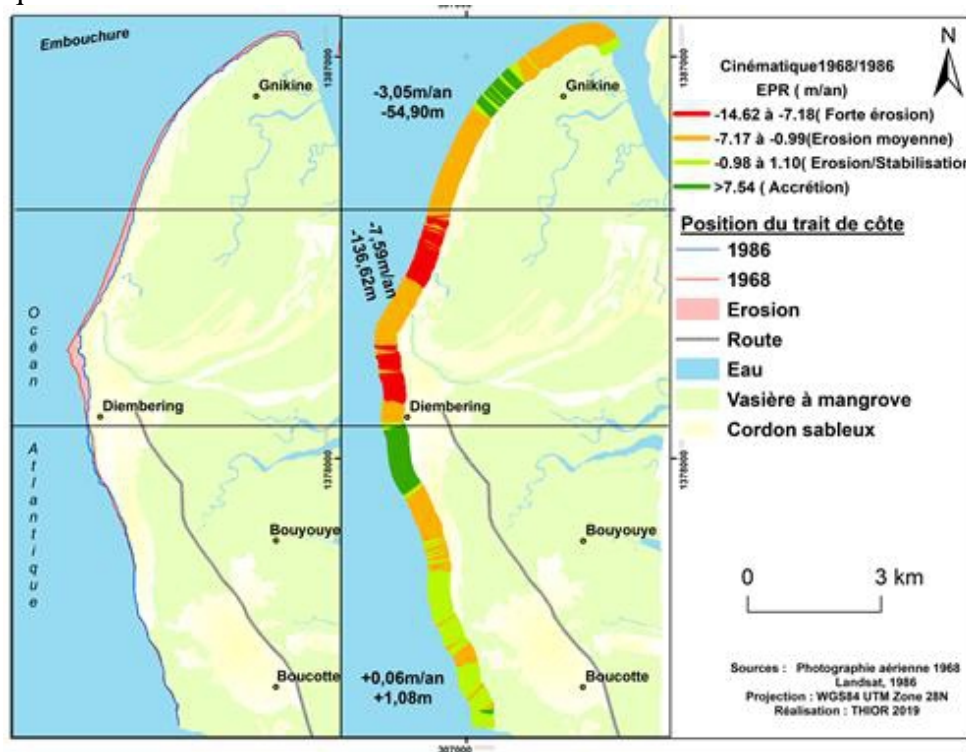 Embouchure
Gnikine
Océan
Atlantique
Diembering
Bouyouye
Boucotte
1387000
1378000
-3,05m/an
-54,90m
Gnikine
-7,59m/an
-136,62m
Diembering
Bouyouye
+0,06m/an
+1,08m
Boucotte
307000
1387000
1378000
N
Cinématique1968/1986
EPR ( m/an)
-14.62 à -7.18( Forte érosion)
-7.17 à -0.99(Erosion moyenne)
-0.98 à 1.10( Erosion/Stabilisation
>7.54 ( Accrétion)
Position du trait de côte
1986
1968
Erosion
Route
Eau
Vasière à mangrove
Cordon sableux
0 3 km
Sources : Photographie aérienne 1968
Landsat, 1986
Projection : WGS84 UTM Zone 28N
Réalisation : THIOR 2019